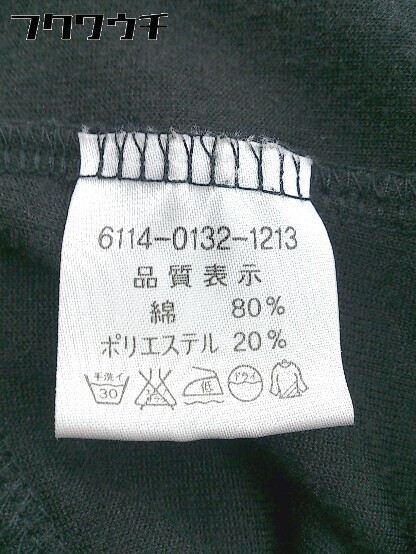 フクワウチ
6114-0132-1213
品質表示
綿 80%
ポリエステル 20%
手洗イ 30 低 ドライ